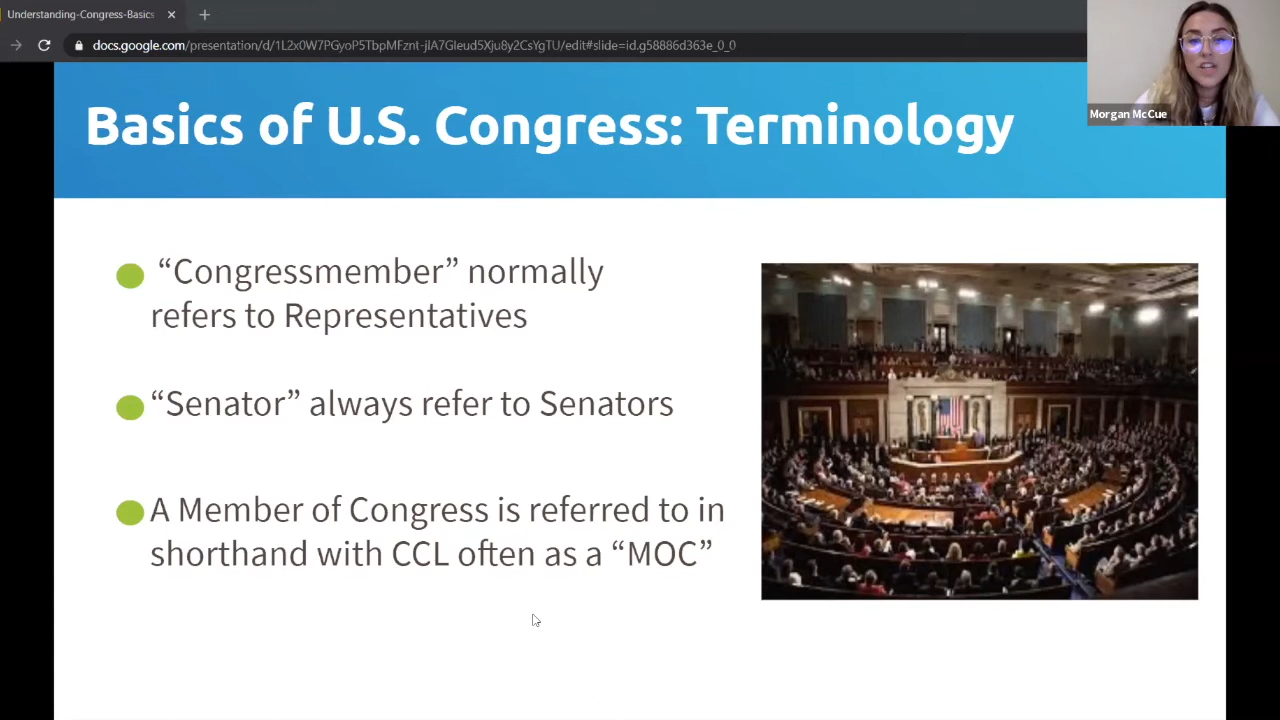 Understanding-Congress-Basics
docs.google.com/presentation/d/1L2x0W7PGyoP5TbpMFznt-jIA7Gleud5Xju8y2CsYgTU/edit#slide=id.g58886d363e_0_0
Morgan McCue
Basics of U.S. Congress: Terminology
“Congressmember” normally
refers to Representatives
“Senator” always refer to Senators
A Member of Congress is referred to in
shorthand with CCL often as a “MOC”